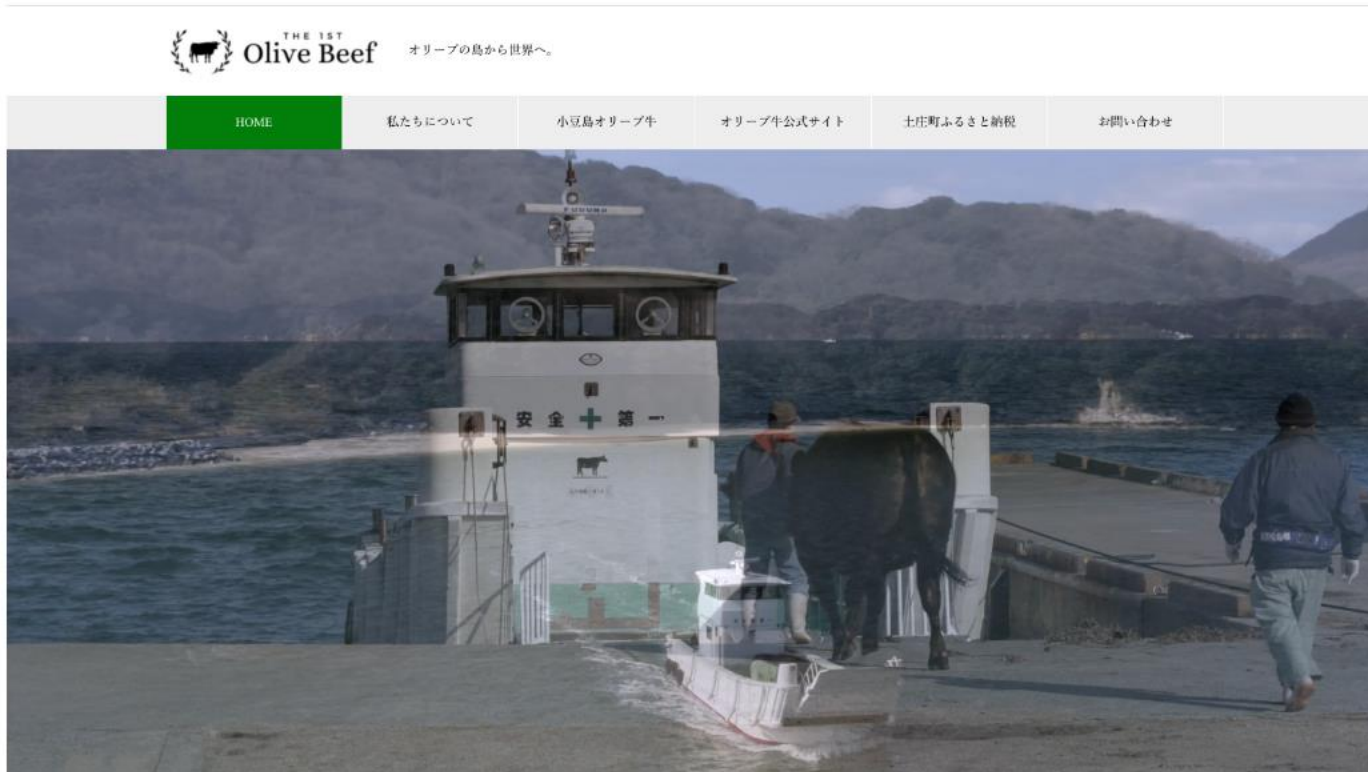 THE 1ST
Olive Beef
オリーブの島から世界へ。
HOME
私たちについて
小豆島オリーブ牛
オリーブ牛公式サイト
土庄町ふるさと納税
お問い合わせ
FURUNO
安全＋第一